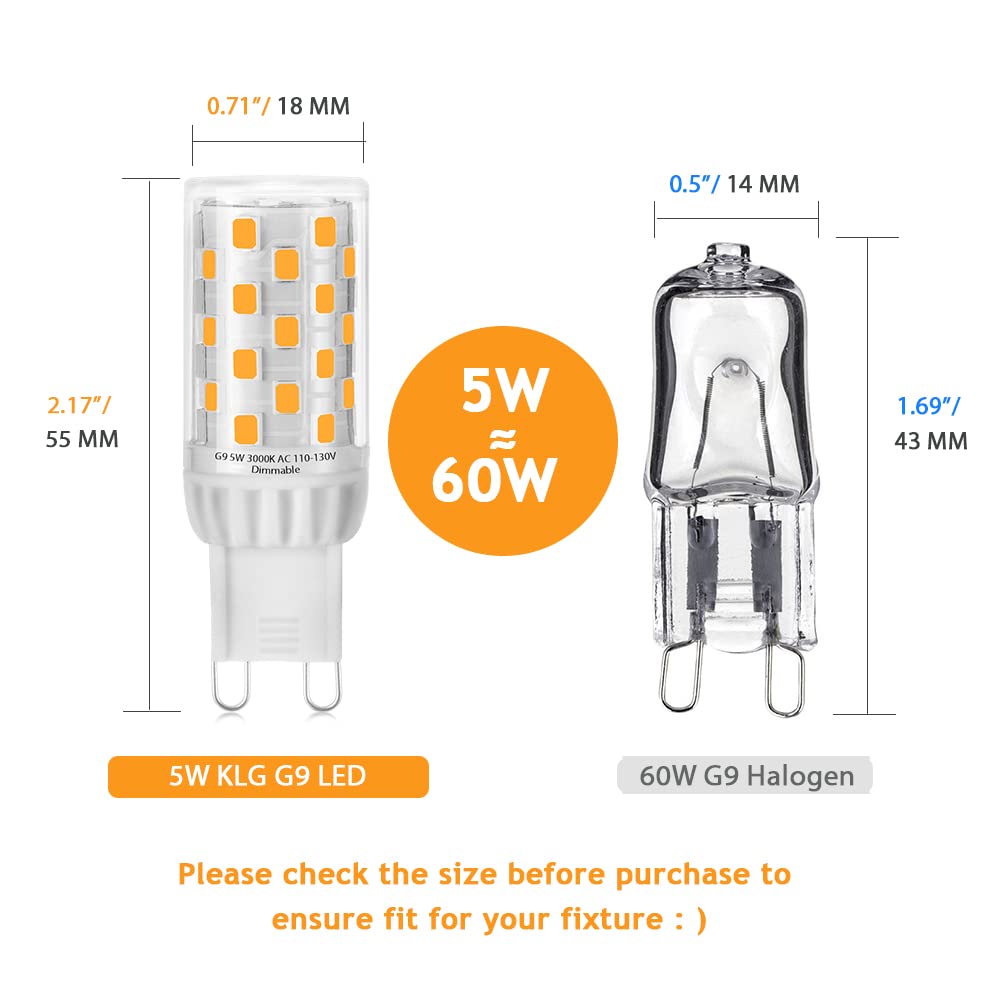 0.71”/ 18 MM
0.5”/ 14 MM
2.17”/
55 MM
G9 5W 3000K AC 110-130V
Dimmable
5W
≈
60W
1.69”/
43 MM
5W KLG G9 LED
60W G9 Halogen
Please check the size before purchase to
ensure fit for your fixture : )